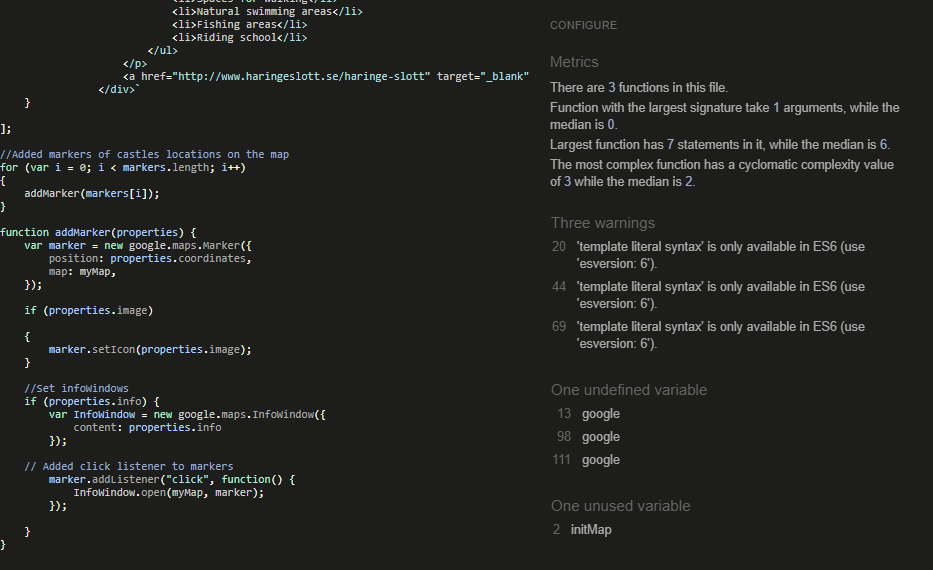 <li>Spaces for walking</li>
<li>Natural swimming areas</li>
<li>Fishing areas</li>
<li>Riding school</li>
</ul>
</p>
<a href="http://www.haringeslott.se/haringe-slott" target="_blank"
</div>`
}
];
//Added markers of castles locations on the map
for (var i = 0; i < markers.length; i++)
{
addMarker(markers[i]);
}
function addMarker(properties) {
var marker = new google.maps.Marker({
position: properties.coordinates,
map: myMap,
});
if (properties.image)
{
marker.setIcon(properties.image);
}
//Set infoWindows
if (properties.info) {
var InfoWindow = new google.maps.InfoWindow({
content: properties.info
});
// Added click listener to markers
marker.addListener("click", function() {
InfoWindow.open(myMap, marker);
});
}
}
CONFIGURE
Metrics
There are 3 functions in this file.
Function with the largest signature take 1 arguments, while the
median is 0.
Largest function has 7 statements in it, while the median is 6.
The most complex function has a cyclomatic complexity value
of 3 while the median is 2.
Three warnings
20 'template literal syntax' is only available in ES6 (use
'esversion: 6').
44 'template literal syntax' is only available in ES6 (use
'esversion: 6').
69 'template literal syntax' is only available in ES6 (use
'esversion: 6').
One undefined variable
13 google
98 google
111 google
One unused variable
2 initMap